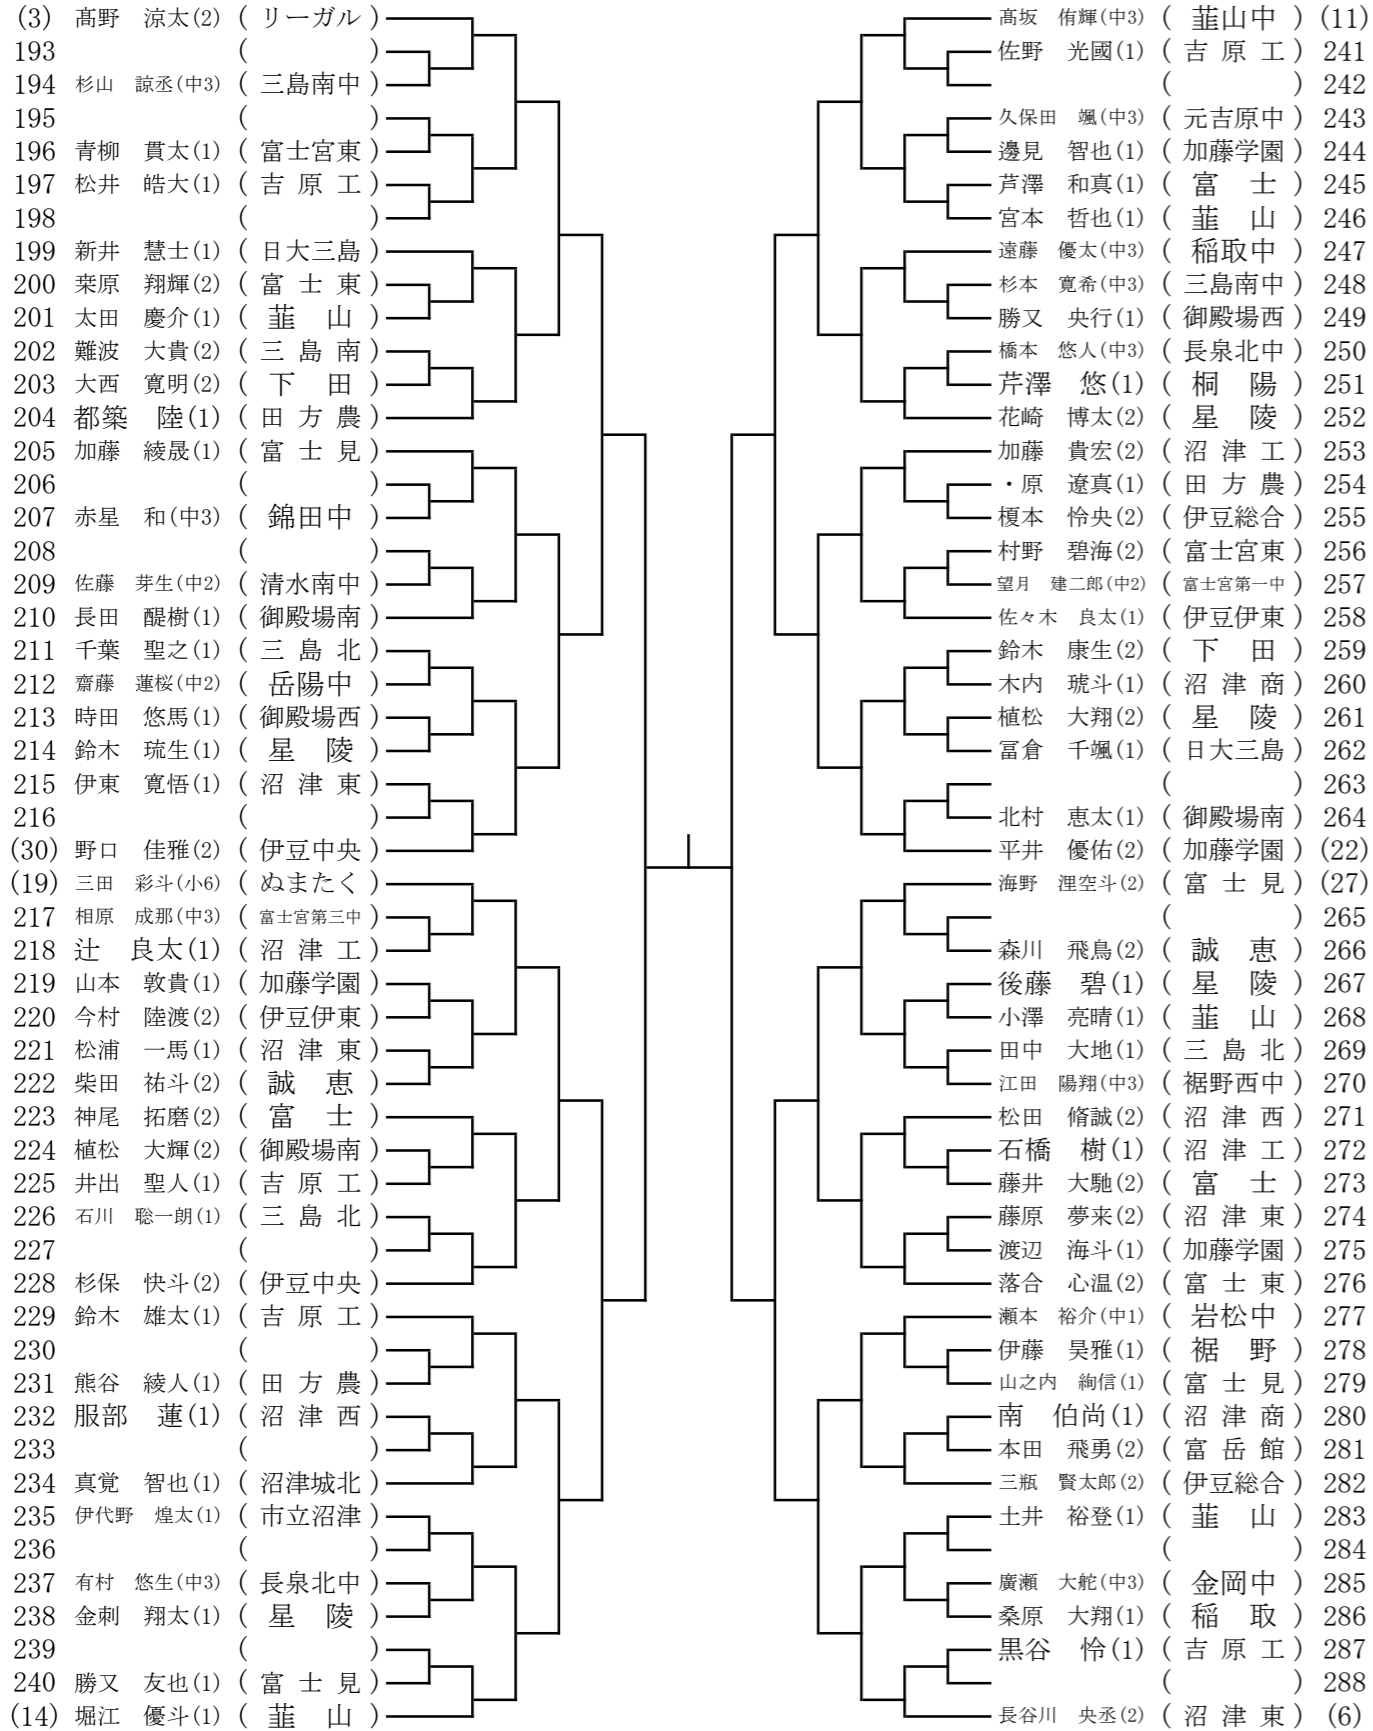 (3) 髙野 涼太(2) ( リーガル )
193 ( )
194 杉山 諒丞(中3) ( 三島南中 )
195 ( )
196 青柳 貫太(1) ( 富士宮東 )
197 松井 皓大(1) ( 吉 原 工 )
198 ( )
199 新井 慧士(1) ( 日大三島 )
200 桒原 翔輝(2) ( 富 士 東 )
201 太田 慶介(1) ( 韮 山 )
202 難波 大貴(2) ( 三 島 南 )
203 大西 寛明(2) ( 下 田 )
204 都築 陸(1) ( 田 方 農 )
205 加藤 綾晟(1) ( 富 士 見 )
206 ( )
207 赤星 和(中3) ( 錦田中 )
208 ( )
209 佐藤 芽生(中2) ( 清水南中 )
210 長田 醍樹(1) ( 御殿場南 )
211 千葉 聖之(1) ( 三 島 北 )
212 齋藤 蓮桜(中2) ( 岳陽中 )
213 時田 悠馬(1) ( 御殿場西 )
214 鈴木 琉生(1) ( 星 陵 )
215 伊東 寛悟(1) ( 沼 津 東 )
216 ( )
(30) 野口 佳雅(2) ( 伊豆中央 )
(19) 三田 彩斗(小6) ( ぬまたく )
217 相原 成那(中3) ( 富士宮第三中 )
218 辻 良太(1) ( 沼 津 工 )
219 山本 敦貴(1) ( 加藤学園 )
220 今村 陸渡(2) ( 伊豆伊東 )
221 松浦 一馬(1) ( 沼 津 東 )
222 柴田 祐斗(2) ( 誠 恵 )
223 神尾 拓磨(2) ( 富 士 )
224 植松 大輝(2) ( 御殿場南 )
225 井出 聖人(1) ( 吉 原 工 )
226 石川 聡一朗(1) ( 三 島 北 )
227 ( )
228 杉保 快斗(2) ( 伊豆中央 )
229 鈴木 雄太(1) ( 吉 原 工 )
230 ( )
231 熊谷 綾人(1) ( 田 方 農 )
232 服部 蓮(1) ( 沼 津 西 )
233 ( )
234 真覚 智也(1) ( 沼津城北 )
235 伊代野 煌太(1) ( 市立沼津 )
236 ( )
237 有村 悠生(中3) ( 長泉北中 )
238 金刺 翔太(1) ( 星 陵 )
239 ( )
240 勝又 友也(1) ( 富 士 見 )
(14) 堀江 優斗(1) ( 韮 山 )
髙坂 侑輝(中3) ( 韮山中 ) (11)
佐野 光國(1) ( 吉 原 工 ) 241
( ) 242
久保田 颯(中3) ( 元吉原中 ) 243
邊見 智也(1) ( 加藤学園 ) 244
芦澤 和真(1) ( 富 士 ) 245
宮本 哲也(1) ( 韮 山 ) 246
遠藤 優太(中3) ( 稲取中 ) 247
杉本 寛希(中3) ( 三島南中 ) 248
勝又 央行(1) ( 御殿場西 ) 249
橋本 悠人(中3) ( 長泉北中 ) 250
芹澤 悠(1) ( 桐 陽 ) 251
花崎 博太(2) ( 星 陵 ) 252
加藤 貴宏(2) ( 沼 津 工 ) 253
・原 遼真(1) ( 田 方 農 ) 254
榎本 怜央(2) ( 伊豆総合 ) 255
村野 碧海(2) ( 富士宮東 ) 256
望月 建二郎(中2) ( 富士宮第一中 ) 257
佐々木 良太(1) ( 伊豆伊東 ) 258
鈴木 康生(2) ( 下 田 ) 259
木内 琥斗(1) ( 沼 津 商 ) 260
植松 大翔(2) ( 星 陵 ) 261
冨倉 千颯(1) ( 日大三島 ) 262
( ) 263
北村 恵太(1) ( 御殿場南 ) 264
平井 優佑(2) ( 加藤学園 ) (22)
海野 浬空斗(2) ( 富 士 見 ) (27)
( ) 265
森川 飛鳥(2) ( 誠 恵 ) 266
後藤 碧(1) ( 星 陵 ) 267
小澤 亮晴(1) ( 韮 山 ) 268
田中 大地(1) ( 三 島 北 ) 269
江田 陽翔(中3) ( 裾野西中 ) 270
松田 脩誠(2) ( 沼 津 西 ) 271
石橋 樹(1) ( 沼 津 工 ) 272
藤井 大馳(2) ( 富 士 ) 273
藤原 夢来(2) ( 沼 津 東 ) 274
渡辺 海斗(1) ( 加藤学園 ) 275
落合 心温(2) ( 富 士 東 ) 276
瀬本 裕介(中1) ( 岩松中 ) 277
伊藤 昊雅(1) ( 裾 野 ) 278
山之内 絢信(1) ( 富 士 見 ) 279
南 伯尚(1) ( 沼 津 商 ) 280
本田 飛勇(2) ( 富 岳 館 ) 281
三瓶 賢太郎(2) ( 伊豆総合 ) 282
土井 裕登(1) ( 韮 山 ) 283
( ) 284
廣瀬 大舵(中3) ( 金岡中 ) 285
桑原 大翔(1) ( 稲 取 ) 286
黒谷 怜(1) ( 吉 原 工 ) 287
( ) 288
長谷川 央丞(2) ( 沼 津 東 ) (6)